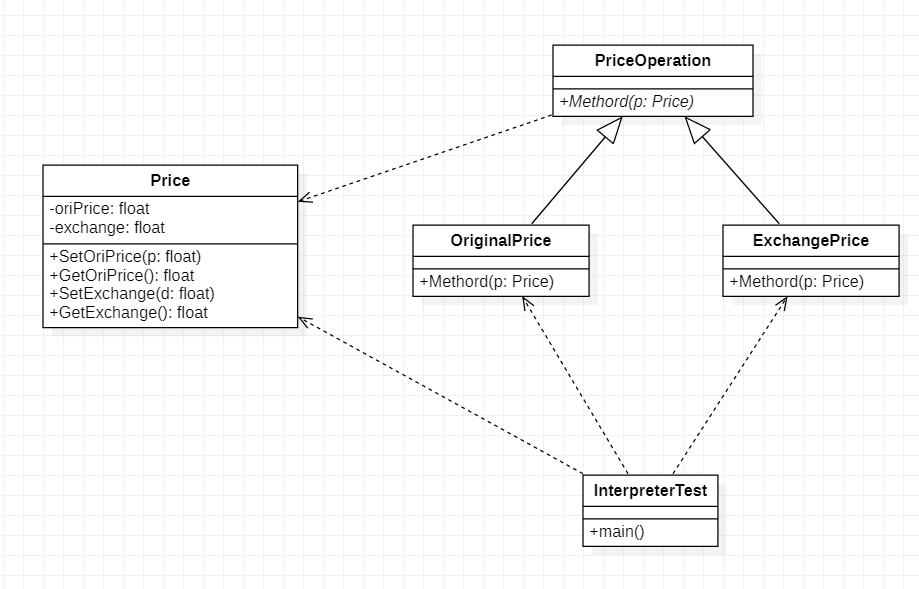 PriceOperation
+Methord(p: Price)
Price
-oriPrice: float
-exchange: float
+SetOriPrice(p: float)
+GetOriPrice(): float
+SetExchange(d: float)
+GetExchange(): float
OriginalPrice
+Methord(p: Price)
ExchangePrice
+Methord(p: Price)
InterpreterTest
+main()